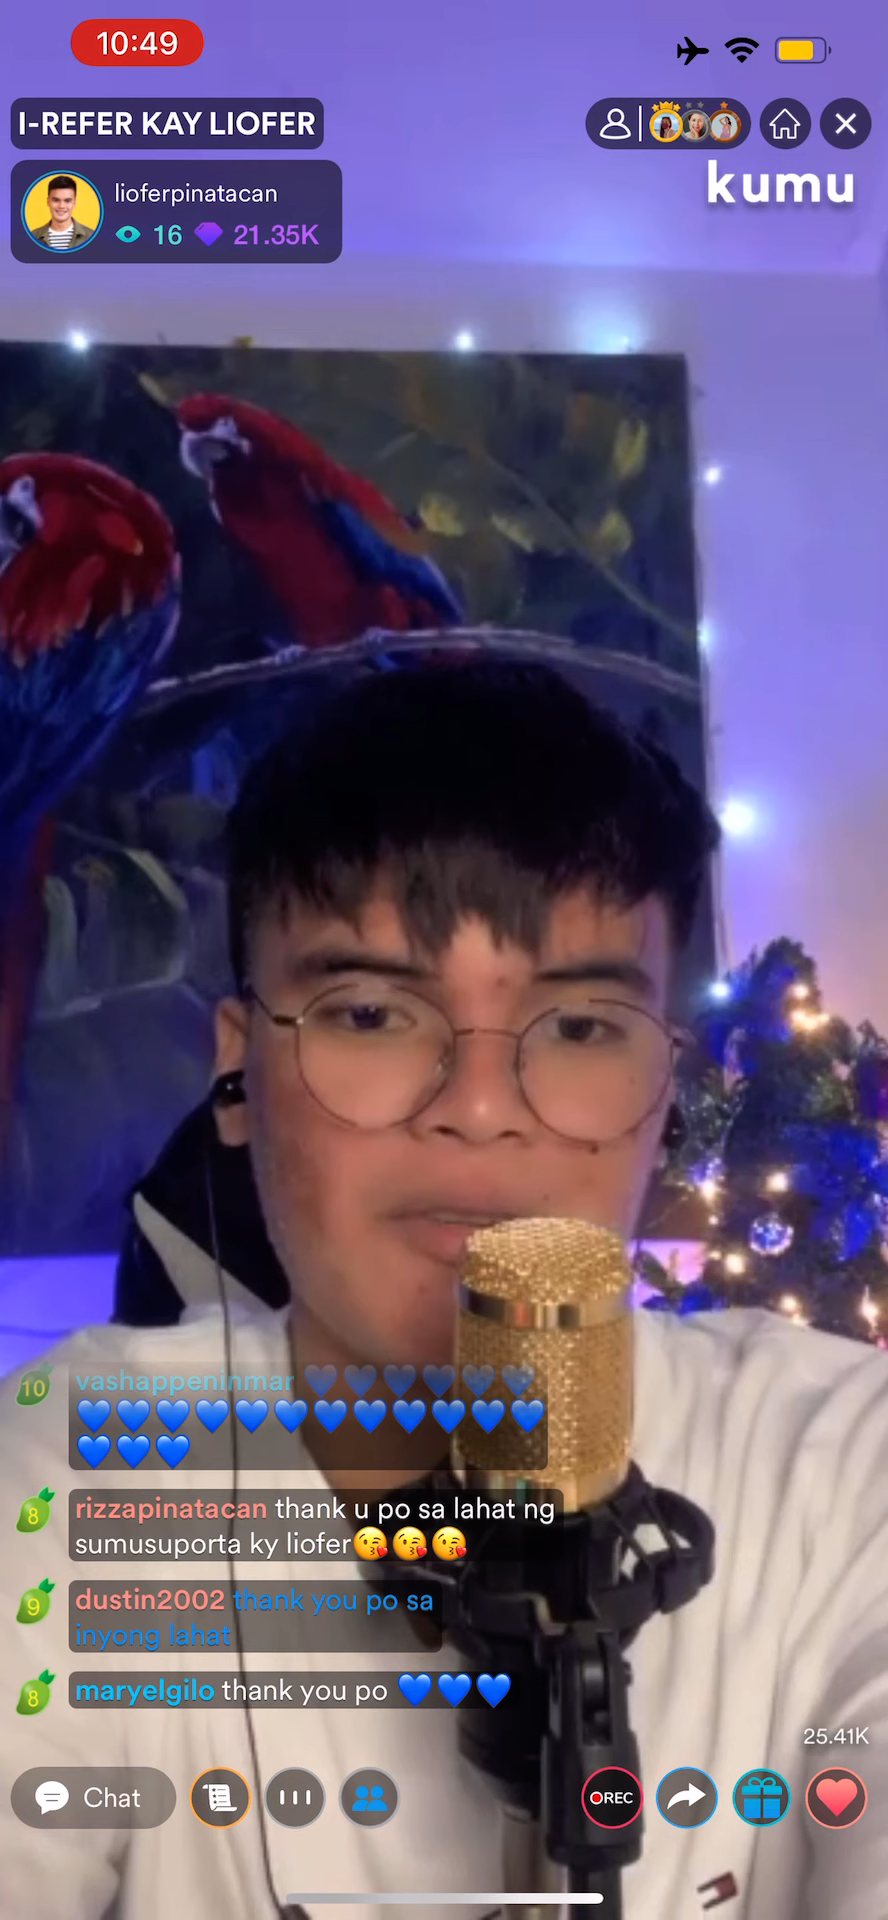 10:49
I-REFER KAY LIOFER
lioferpinatacan
16 21.35K
kumu
10 vashappeninmar 💙💙💙💙💙💙
💙💙💙💙💙💙💙💙💙💙💙💙
💙💙💙
8 rizzapinatacan thank u po sa lahat ng
sumusuporta ky liofer😘😘😘
9 dustin2002 thank you po sa
inyong lahat
8 maryelgilo thank you po 💙💙💙
25.41K
Chat
REC